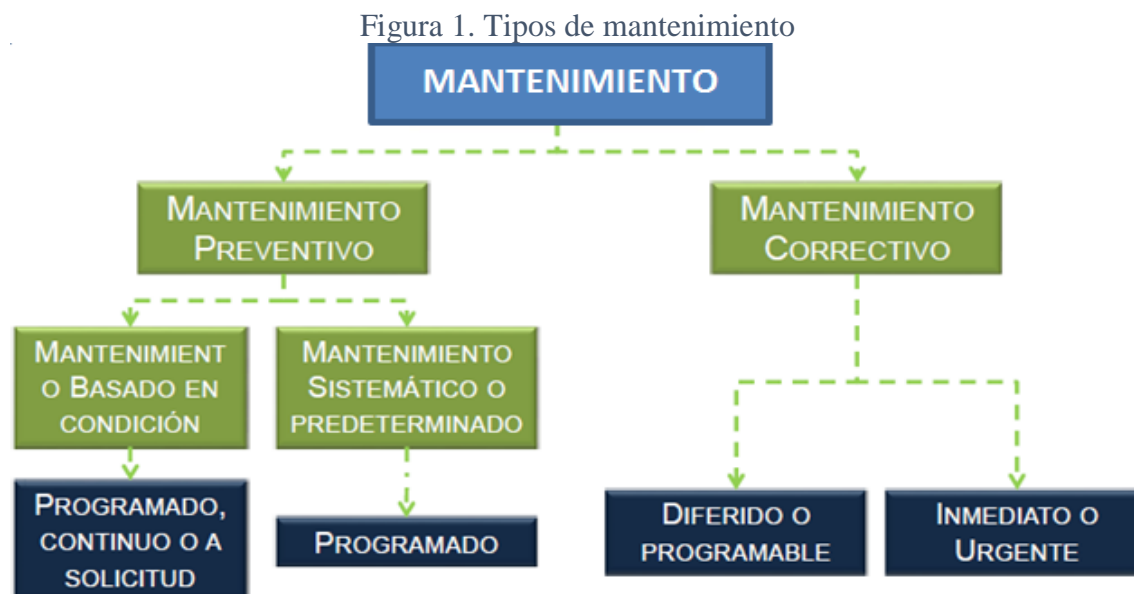 Figura 1. Tipos de mantenimiento
MANTENIMIENTO
MANTENIMIENTO
PREVENTIVO
MANTENIMIENTO
CORRECTIVO
MANTENIMIENT
O BASADO EN
CONDICIÓN
MANTENIMIENTO
SISTEMÁTICO O
PREDETERMINADO
PROGRAMADO,
CONTINUO O A
SOLICITUD
PROGRAMADO
DIFERIDO O
PROGRAMABLE
INMEDIATO O
URGENTE